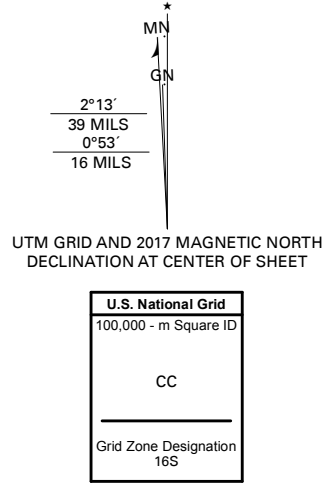 ★
MN
GN
2°13´
39 MILS
0°53´
16 MILS
UTM GRID AND 2017 MAGNETIC NORTH
DECLINATION AT CENTER OF SHEET
U.S. National Grid
100,000 - m Square ID
CC
Grid Zone Designation
16S